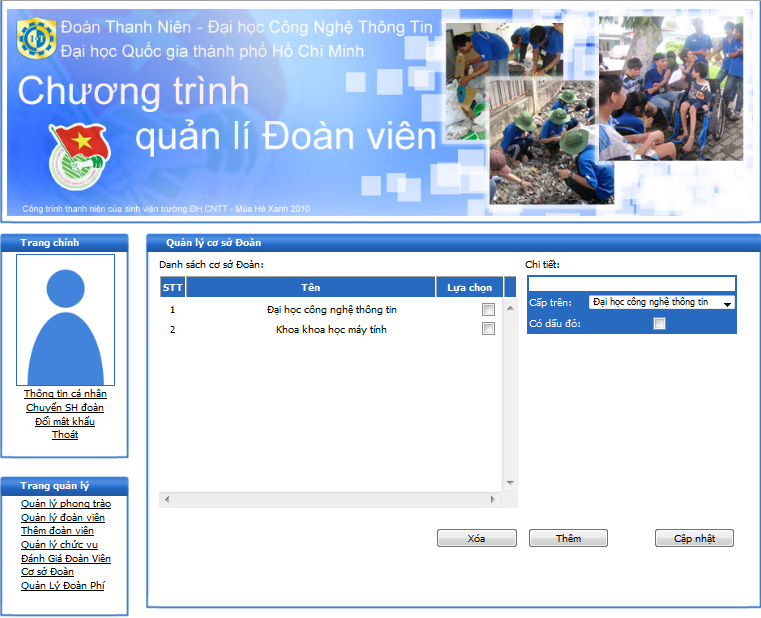 Đoàn Thanh Niên - Đại học Công Nghệ Thông Tin
Đại học Quốc gia thành phố Hồ Chí Minh
Chương trình
quản lí Đoàn viên
Công trình thanh niên của sinh viên trường ĐH CNTT - Mùa Hè Xanh 2010
Trang chính
Thông tin cá nhân
Chuyển SH đoàn
Đổi mật khẩu
Thoát
Trang quản lý
Quản lý phong trào
Quản lý đoàn viên
Thêm đoàn viên
Quản lý chức vụ
Đánh Giá Đoàn Viên
Cơ sở Đoàn
Quản Lý Đoàn Phí
Quản lý cơ sở Đoàn
Danh sách cơ sở Đoàn:
STT Tên Lựa chọn
1 Đại học công nghệ thông tin
2 Khoa khoa học máy tính
Chi tiết:
Cấp trên: Đại học công nghệ thông tin
Có dấu đỏ:
Xóa Thêm Cập nhật